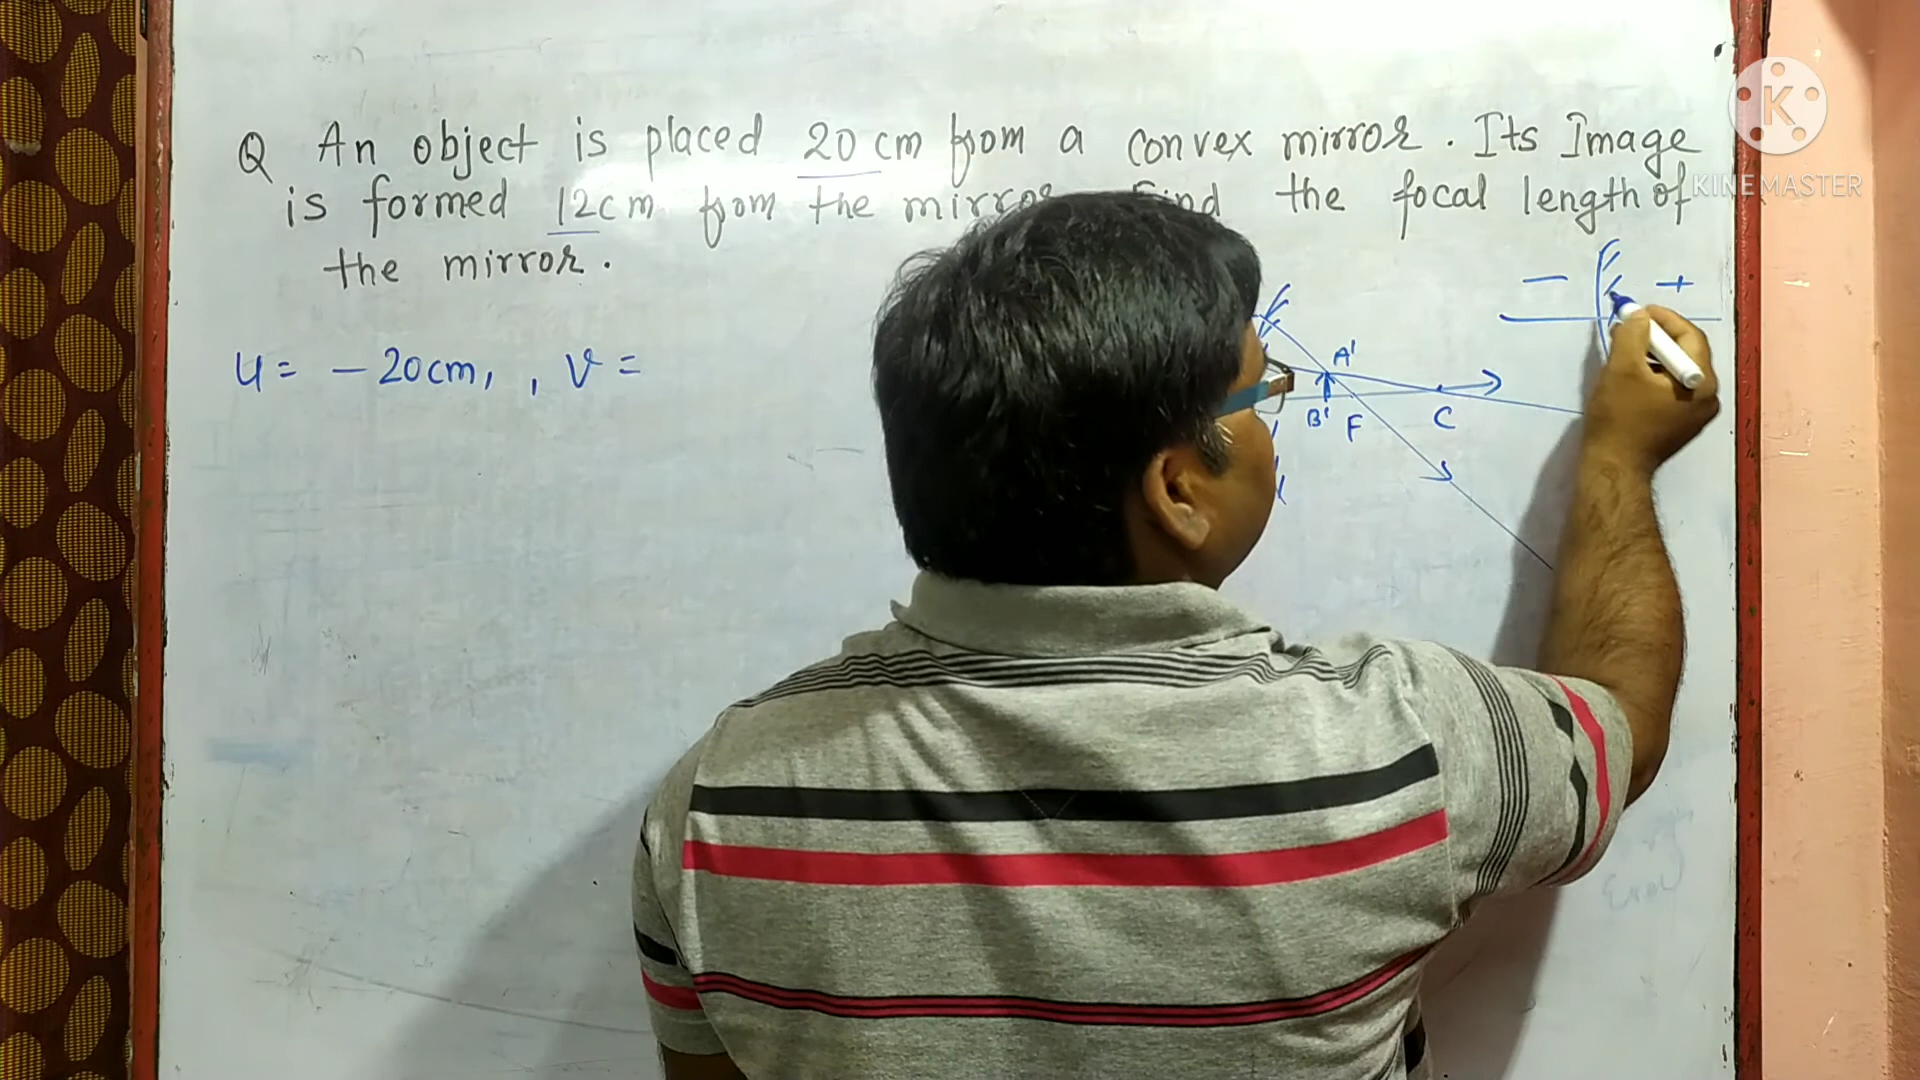 Q An object is placed 20 cm from a convex mirror. Its Image
is formed 12cm from the find the focal length of
the mirror.
K
KINEMASTER
− +
u = − 20cm, , v =
A'
B' F C